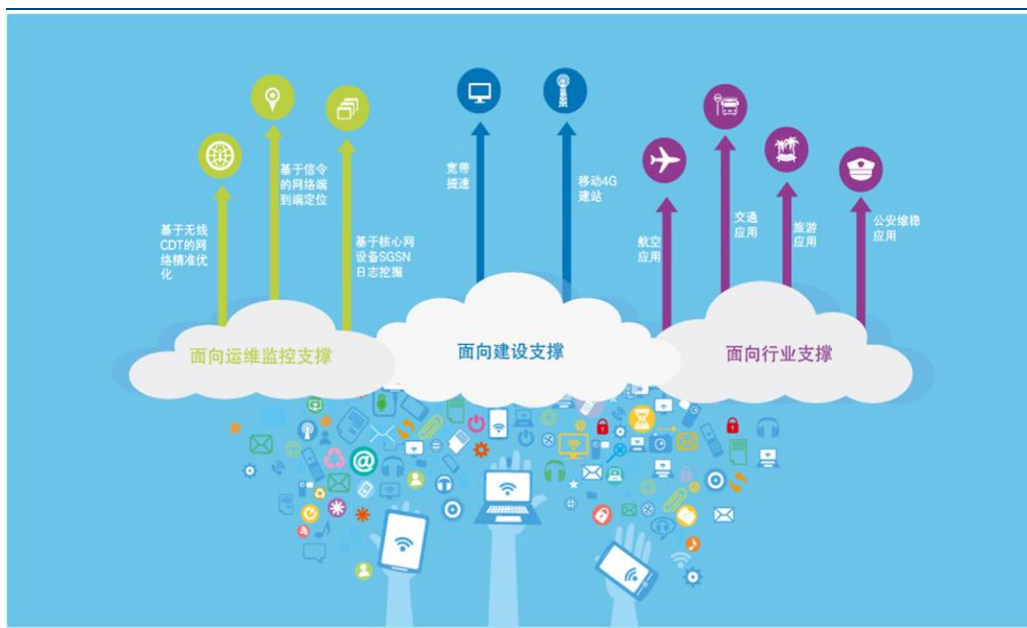 基于无线
CDT的网
络精准优
化
基于信令
的网络端
到端定位
基于核心网
设备SGSN
日志挖掘
宽带
提速
移动4G
建站
航空
应用
交通
应用
旅游
应用
公安维稳
应用
面向运维监控支撑
面向建设支撑
面向行业支撑